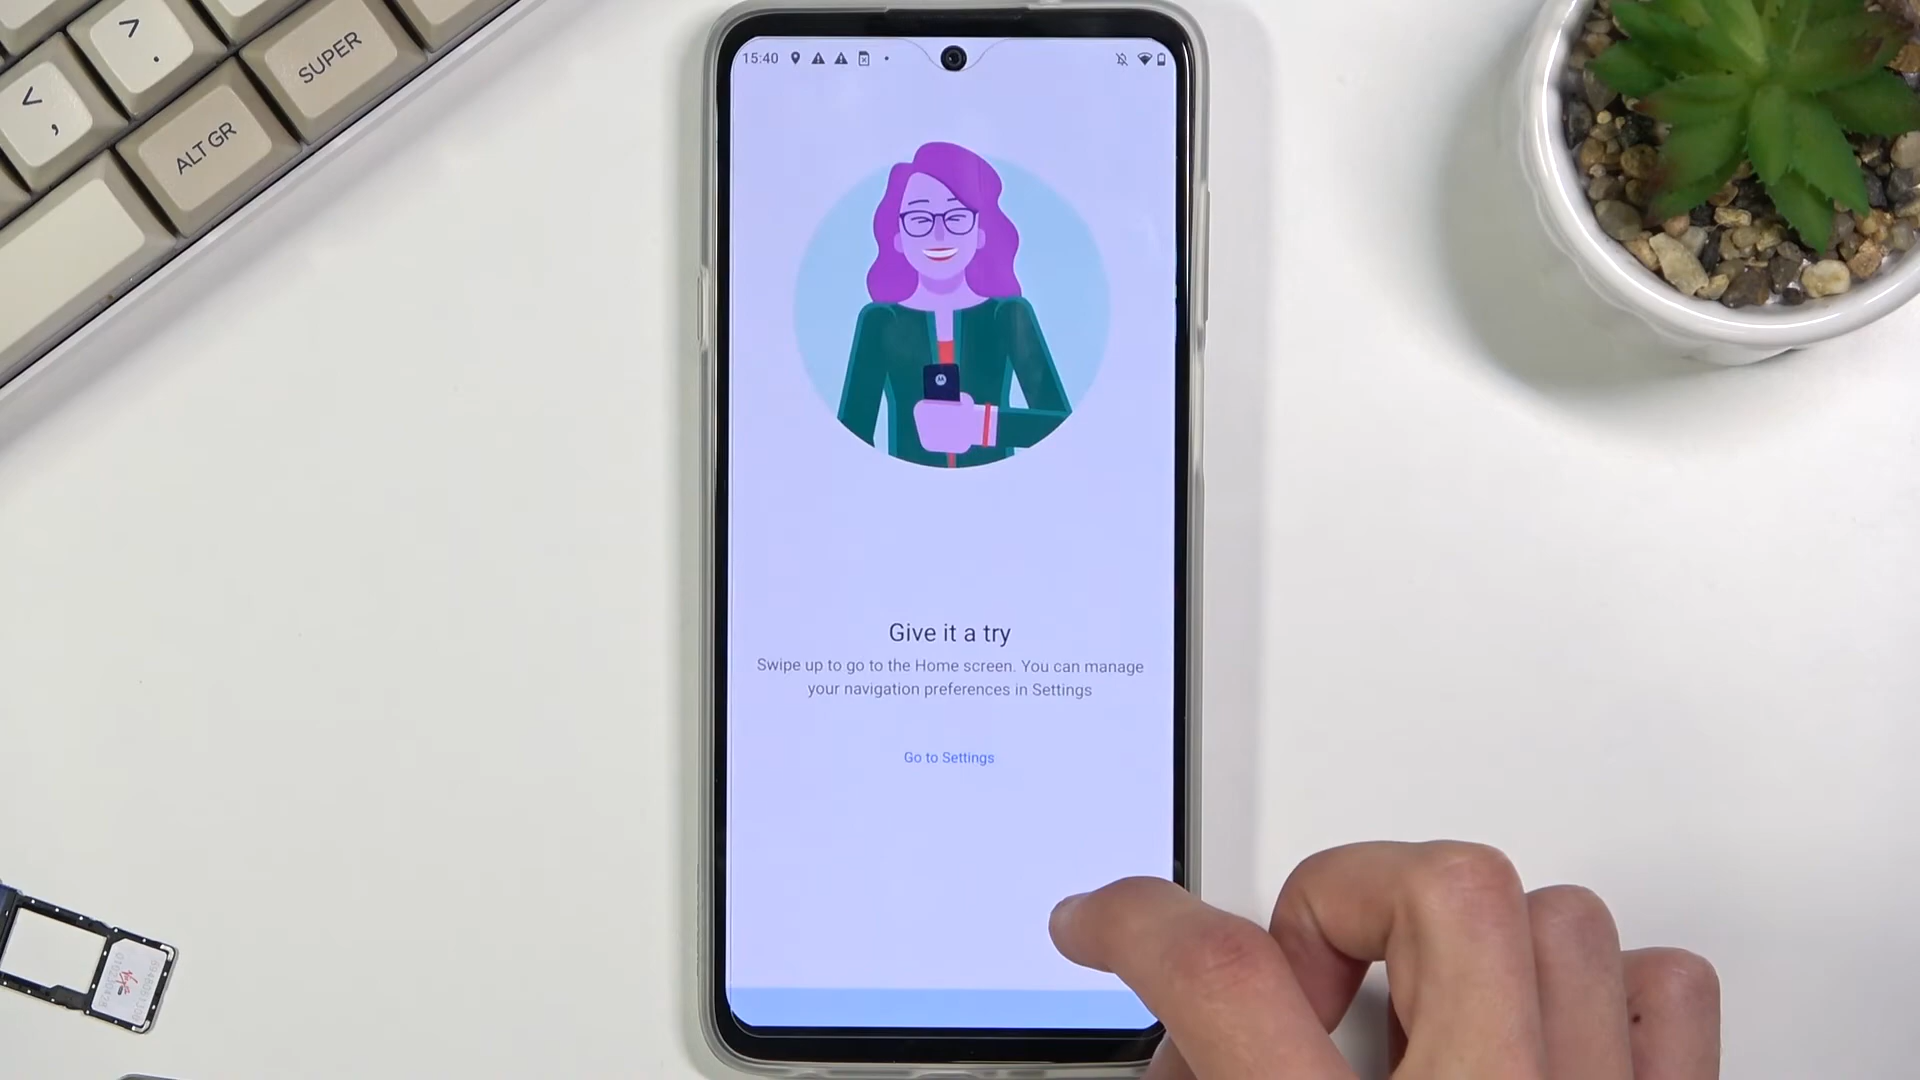 > .
< ,
SUPER
ALT GR
15:40
Give it a try
Swipe up to go to the Home screen. You can manage
your navigation preferences in Settings
Go to Settings